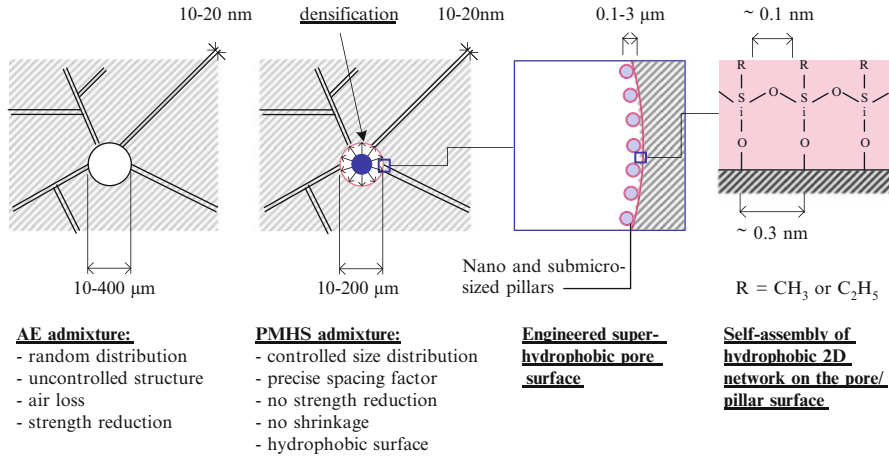 10-20 nm
densification
10-20nm
0.1-3 µm
~ 0.1 nm
R R R
S O S O S
i i i
O O O
~ 0.3 nm
Nano and submicro-
sized pillars
10-400 µm
10-200 µm
R = CH₃ or C₂H₅
AE admixture:
- random distribution
- uncontrolled structure
- air loss
- strength reduction
PMHS admixture:
- controlled size distribution
- precise spacing factor
- no strength reduction
- no shrinkage
- hydrophobic surface
Engineered super-
hydrophobic pore
surface
Self-assembly of
hydrophobic 2D
network on the pore/
pillar surface